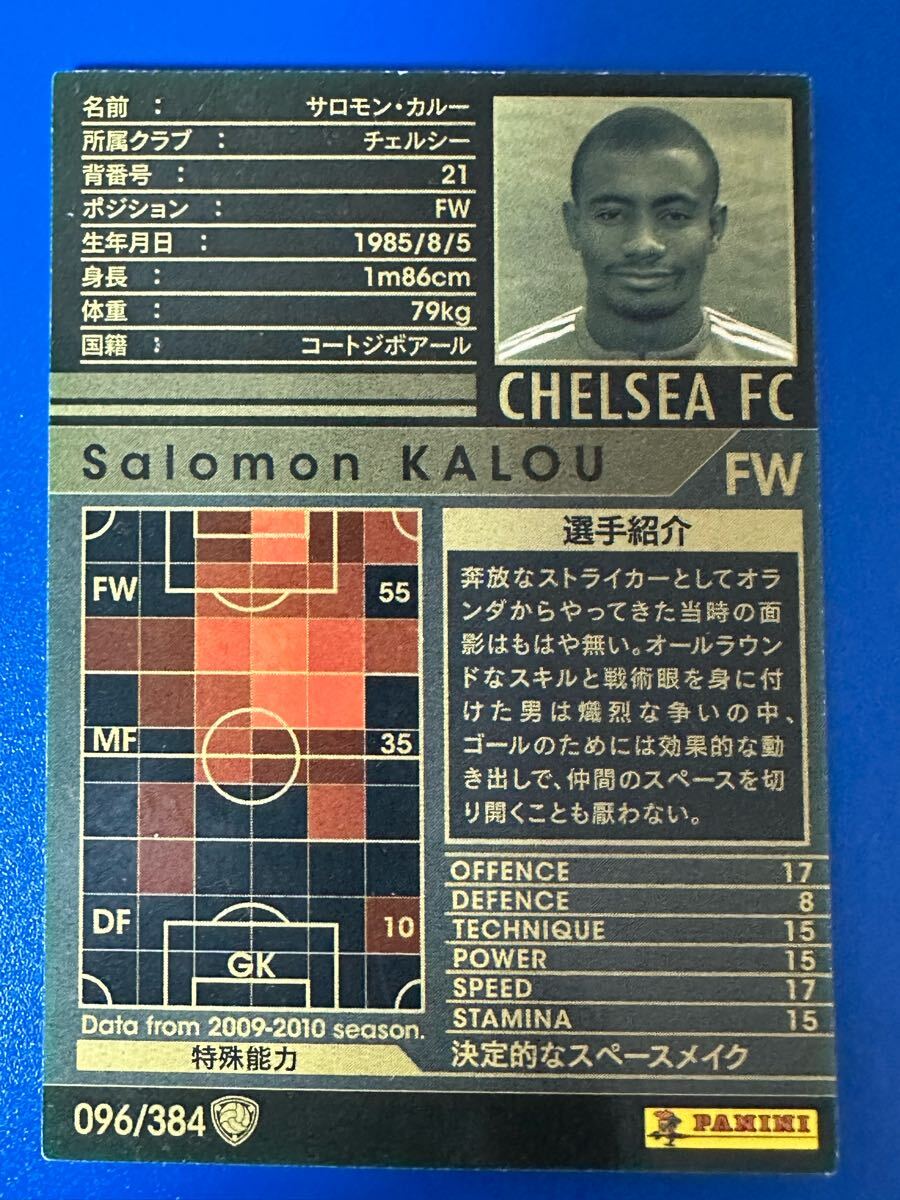 名前 : サロモン・カルー
所属クラブ : チェルシー
背番号 : 21
ポジション : FW
生年月日 : 1985/8/5
身長 : 1m86cm
体重 : 79kg
国籍 : コートジボアール
CHELSEA FC
Salomon KALOU
FW
FW 55
MF 35
DF 10
GK
Data from 2009-2010 season.
選手紹介
奔放なストライカーとしてオラ
ンダからやってきた当時の面
影はもはや無い。オールラウン
ドなスキルと戦術眼を身に付
けた男は熾烈な争いの中、
ゴールのためには効果的な動
き出しで、仲間のスペースを切
り開くことも厭わない。
OFFENCE 17
DEFENCE 8
TECHNIQUE 15
POWER 15
SPEED 17
STAMINA 15
特殊能力 決定的なスペースメイク
096/384
PANINI